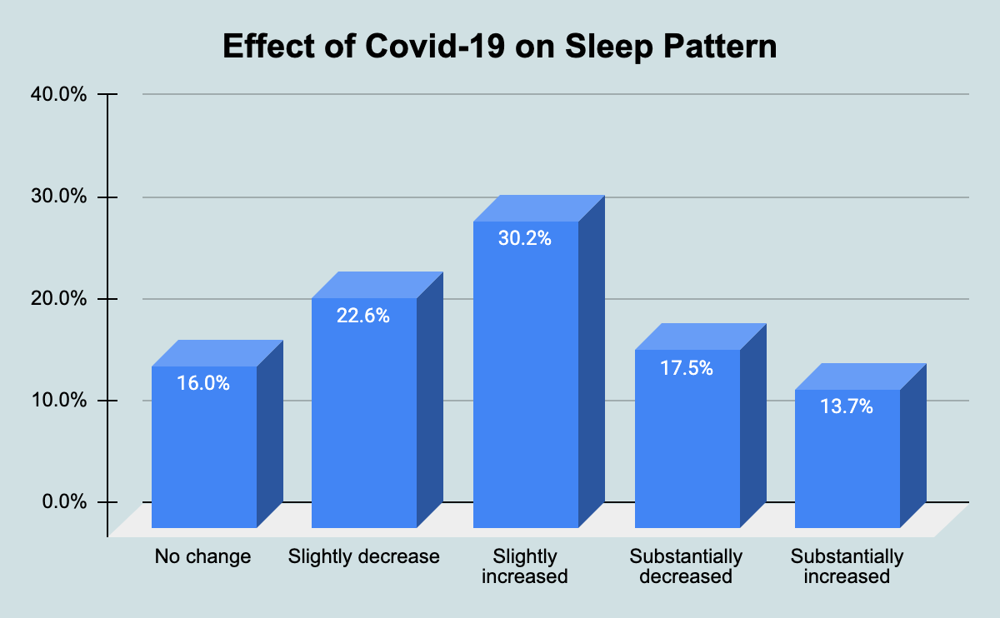 Effect of Covid-19 on Sleep Pattern
40.0%
30.0%
20.0%
10.0%
0.0%
16.0%
22.6%
30.2%
17.5%
13.7%
No change
Slightly decrease
Slightly
increased
Substantially
decreased
Substantially
increased